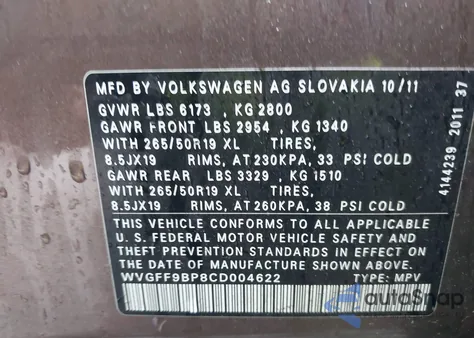 MFD BY VOLKSWAGEN AG SLOVAKIA 10/11
GVWR LBS 6173 , KG 2800
GAWR FRONT LBS 2954 , KG 1340
WITH 265/50R19 XL TIRES,
8.5JX19 RIMS, AT 230KPA, 33 PSI COLD
GAWR REAR LBS 3329 , KG 1510
WITH 265/50R19 XL TIRES,
8.5JX19 RIMS, AT 260KPA, 38 PSI COLD
THIS VEHICLE CONFORMS TO ALL APPLICABLE
U. S. FEDERAL MOTOR VEHICLE SAFETY AND
THEFT PREVENTION STANDARDS IN EFFECT ON
THE DATE OF MANUFACTURE SHOWN ABOVE.
WVGFF9BP8CD004622 TYPE: MPV
4144239 2011 37
autoSnap